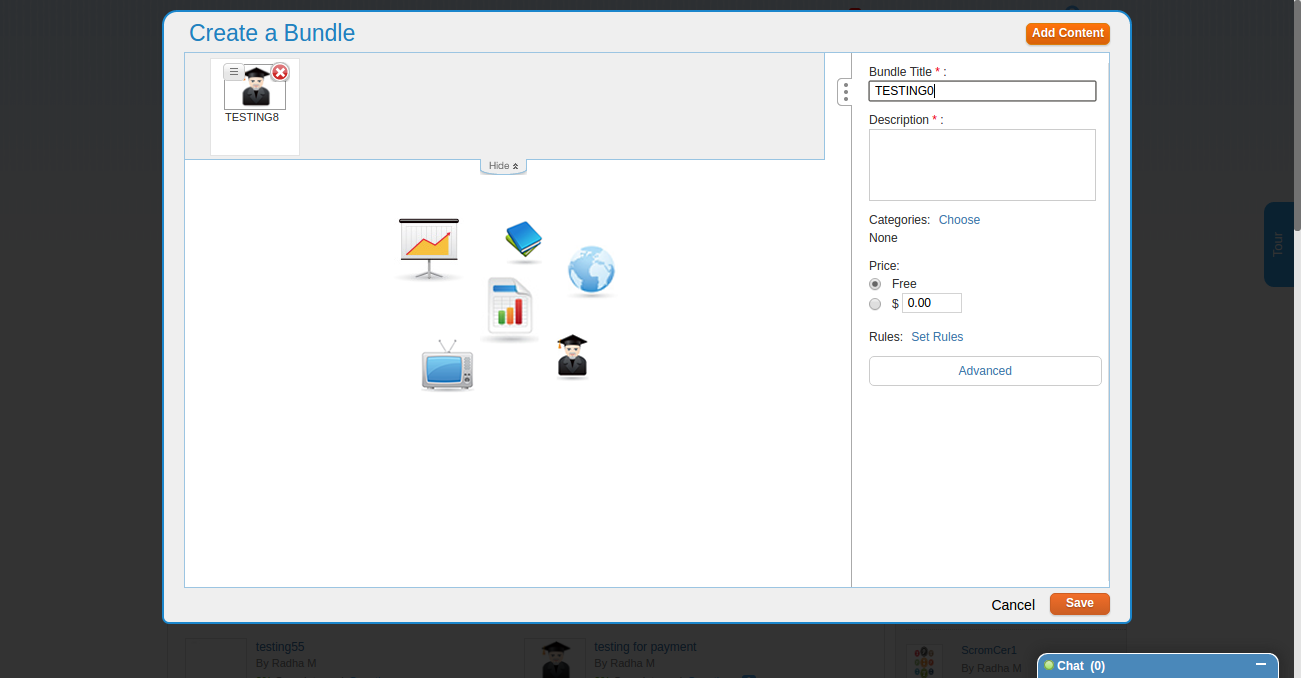 Create a Bundle
Add Content
TESTING8
Hide
Bundle Title * :
TESTING0
Description * :
Categories: Choose
None
Price:
Free
$ 0.00
Rules: Set Rules
Advanced
Tour
Cancel
Save
testing55
By Radha M
testing for payment
By Radha M
ScromCer1
By Radha M
Chat (0)